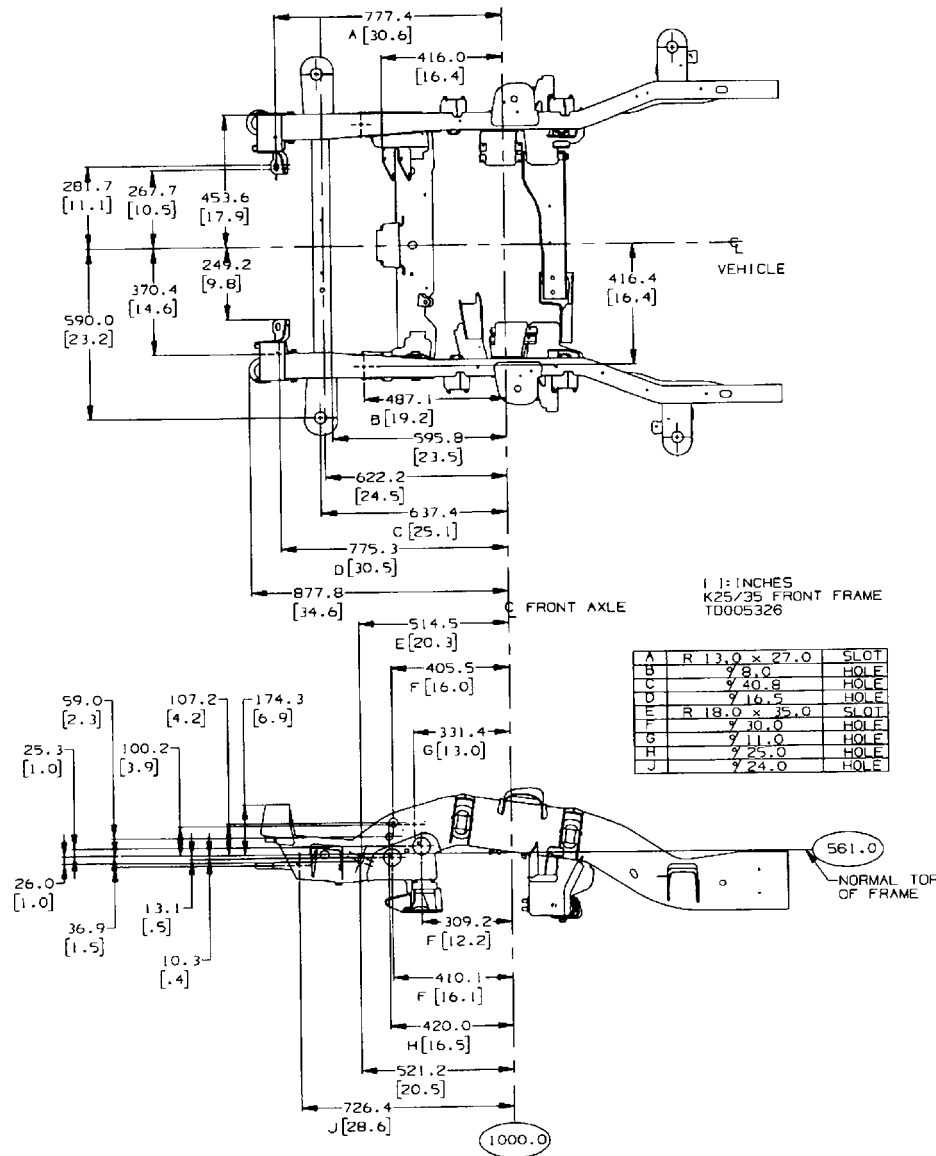 777.4
A [30.6]
416.0
[16.4]
281.7
[11.1]
267.7
[10.5]
453.6
[17.9]
249.2
[9.8]
370.4
[14.6]
590.0
[23.2]
416.4
[16.4]
℄
VEHICLE
487.1
B [19.2]
595.8
[23.5]
622.2
[24.5]
637.4
C [25.1]
775.3
D [30.5]
877.8
[34.6]
℄ FRONT AXLE
[ ]: INCHES
K25/35 FRONT FRAME
TD005326
514.5
E [20.3]
405.5
F [16.0]
331.4
G [13.0]
A R 13.0 x 27.0 SLOT
B 8.0 HOLE
C 40.8 HOLE
D 16.5 HOLE
E R 18.0 x 35.0 SLOT
F 30.0 HOLE
G 11.0 HOLE
H 25.0 HOLE
J 24.0 HOLE
59.0
[2.3]
107.2
[4.2]
174.3
[6.9]
25.3
[1.0]
100.2
[3.9]
26.0
[1.0]
36.9
[1.5]
13.1
[.5]
10.3
[.4]
561.0
NORMAL TOP
OF FRAME
309.2
F [12.2]
410.1
F [16.1]
420.0
H [16.5]
521.2
[20.5]
726.4
J [28.6]
1000.0